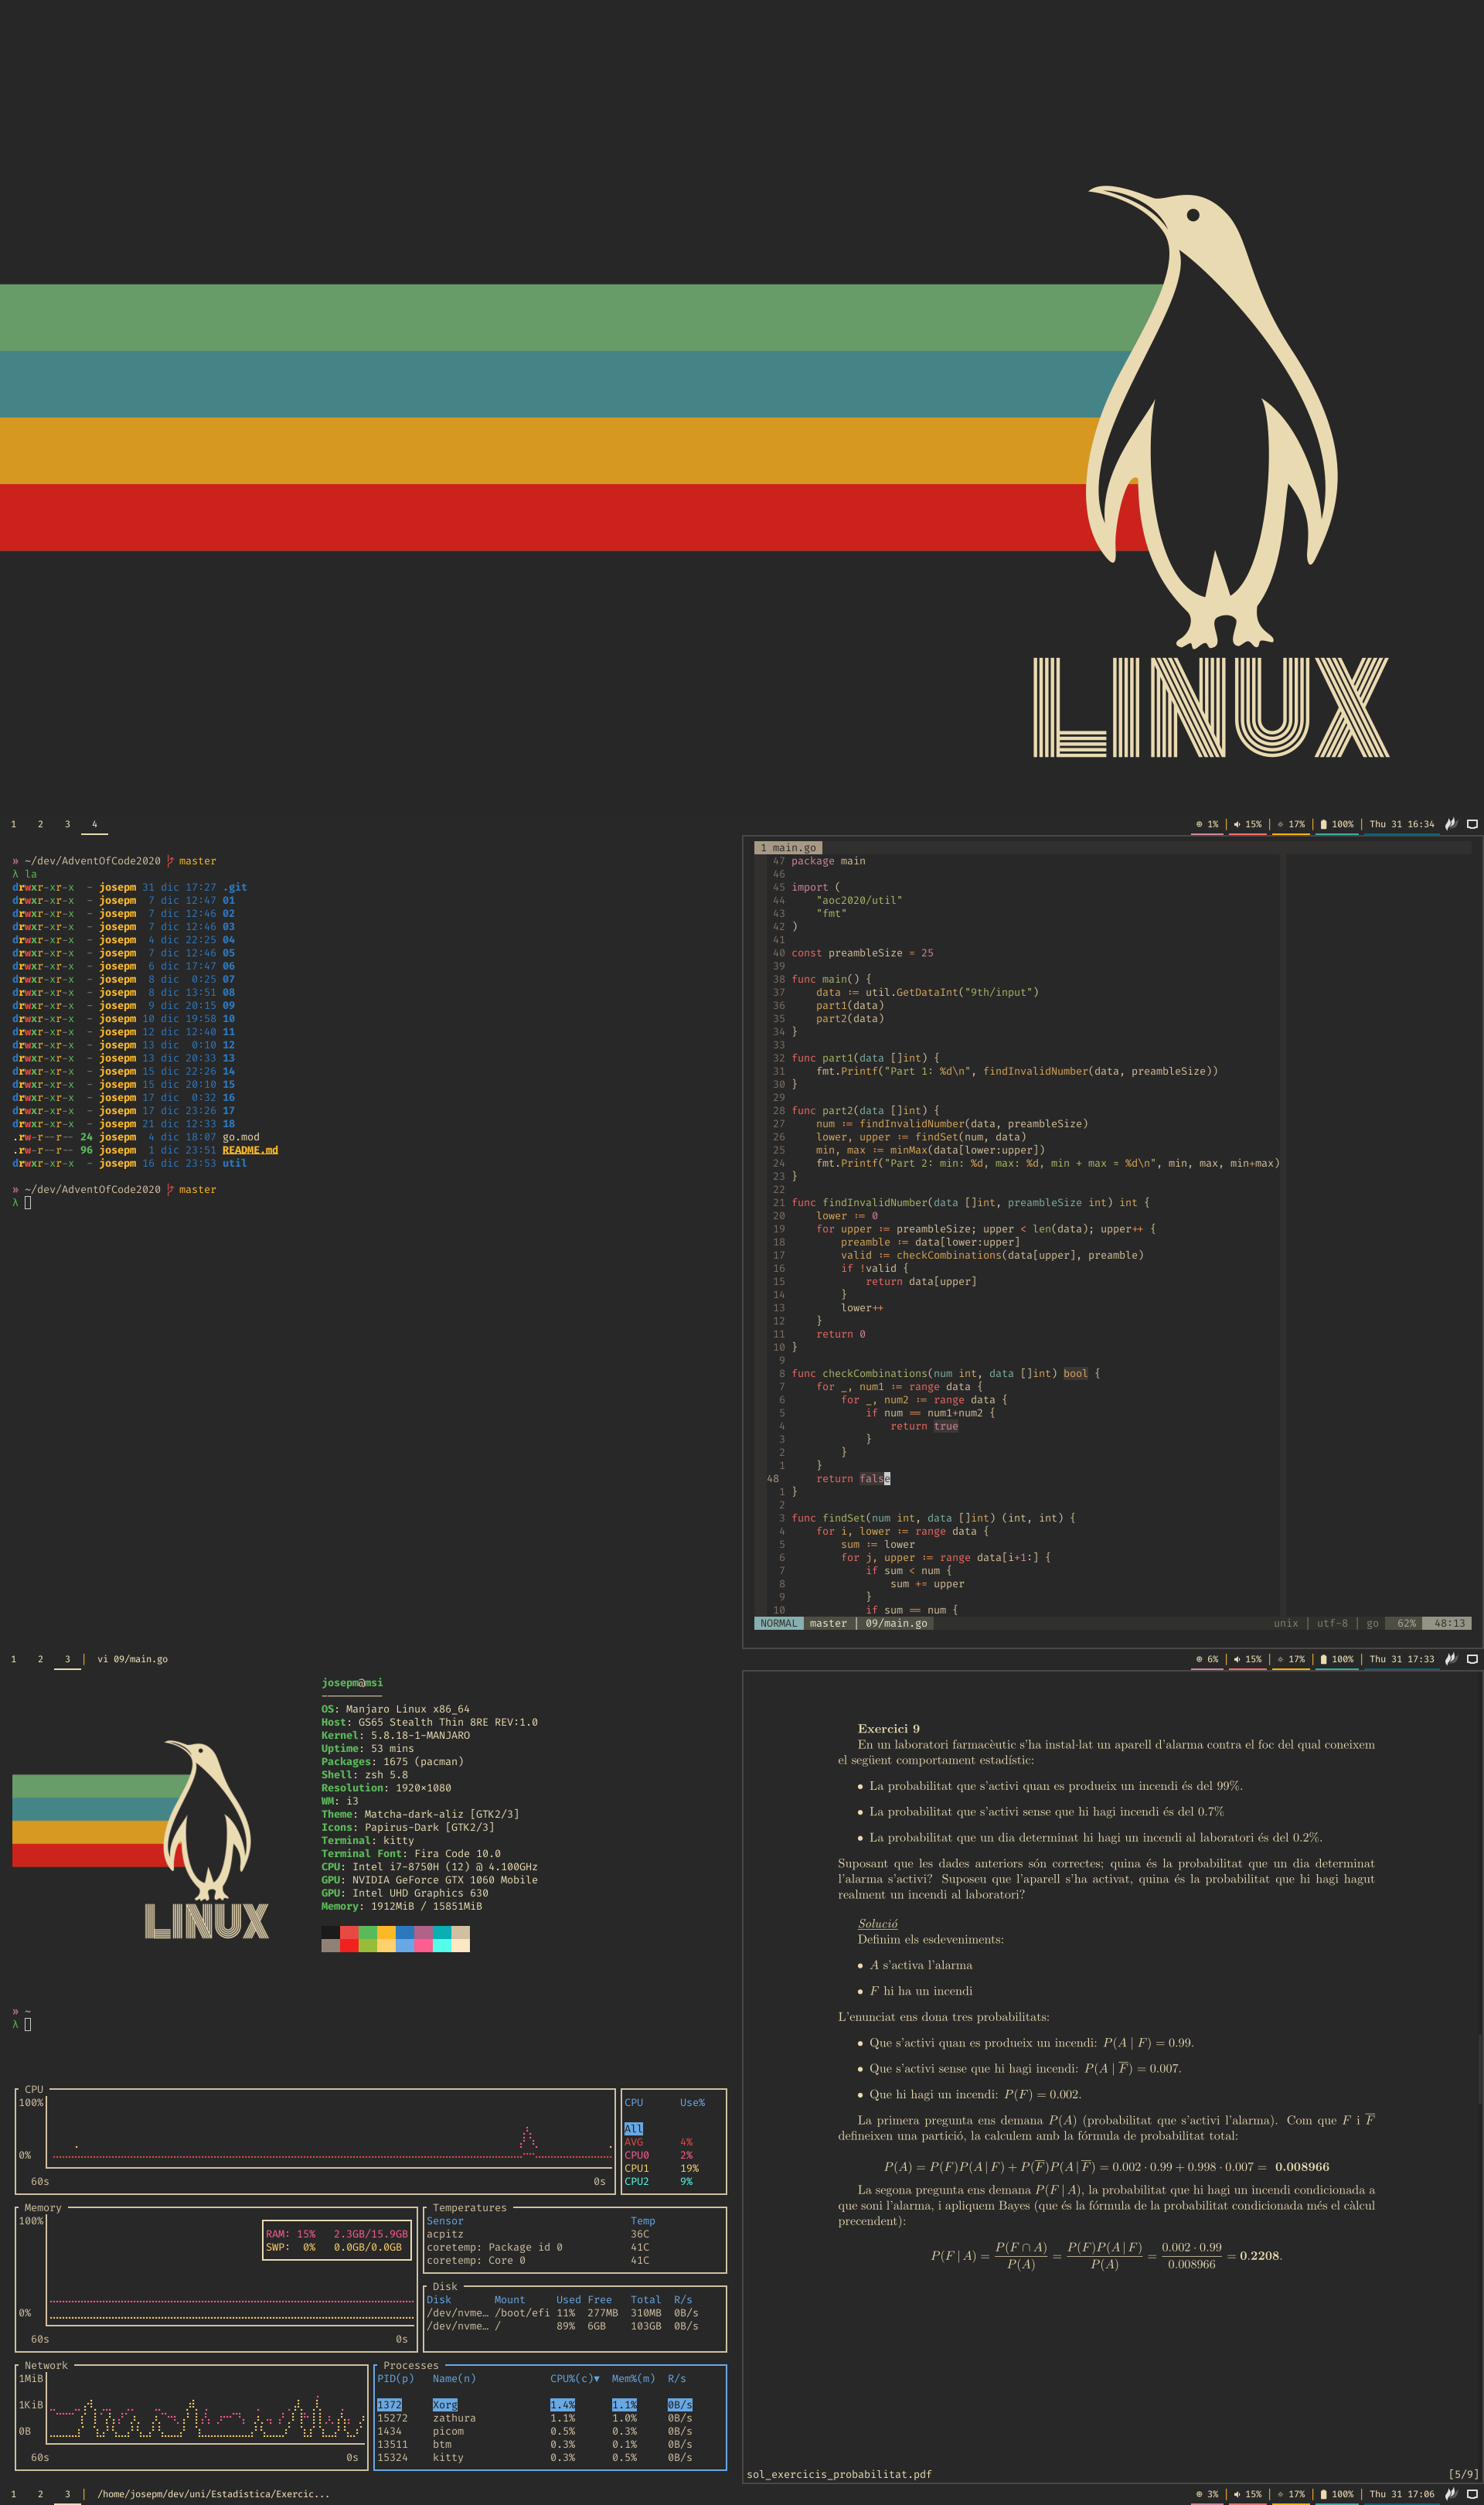 LINUX
1 2 3 4 1% 15% 17% 100% Thu 31 16:34
» ~/dev/AdventOfCode2020 master
λ la
drwxr-xr-x - josepm 31 dic 17:27 .git
drwxr-xr-x - josepm 7 dic 12:47 01
drwxr-xr-x - josepm 7 dic 12:46 02
drwxr-xr-x - josepm 7 dic 12:46 03
drwxr-xr-x - josepm 4 dic 22:25 04
drwxr-xr-x - josepm 7 dic 12:46 05
drwxr-xr-x - josepm 6 dic 17:47 06
drwxr-xr-x - josepm 8 dic 0:25 07
drwxr-xr-x - josepm 8 dic 13:51 08
drwxr-xr-x - josepm 9 dic 20:15 09
drwxr-xr-x - josepm 10 dic 19:58 10
drwxr-xr-x - josepm 12 dic 12:40 11
drwxr-xr-x - josepm 13 dic 0:10 12
drwxr-xr-x - josepm 13 dic 20:33 13
drwxr-xr-x - josepm 15 dic 22:26 14
drwxr-xr-x - josepm 15 dic 20:10 15
drwxr-xr-x - josepm 17 dic 0:32 16
drwxr-xr-x - josepm 17 dic 23:26 17
drwxr-xr-x - josepm 21 dic 12:33 18
.rw-r--r-- 24 josepm 4 dic 18:07 go.mod
.rw-r--r-- 96 josepm 1 dic 23:51 README.md
drwxr-xr-x - josepm 16 dic 23:53 util
» ~/dev/AdventOfCode2020 master
λ
1 main.go
47 package main
46
45 import (
44 "aoc2020/util"
43 "fmt"
42 )
41
40 const preambleSize = 25
39
38 func main() {
37 data := util.GetDataInt("9th/input")
36 part1(data)
35 part2(data)
34 }
33
32 func part1(data []int) {
31 fmt.Printf("Part 1: %d\n", findInvalidNumber(data, preambleSize))
30 }
29
28 func part2(data []int) {
27 num := findInvalidNumber(data, preambleSize)
26 lower, upper := findSet(num, data)
25 min, max := minMax(data[lower:upper])
24 fmt.Printf("Part 2: min: %d, max: %d, min + max = %d\n", min, max, min+max)
23 }
22
21 func findInvalidNumber(data []int, preambleSize int) int {
20 lower := 0
19 for upper := preambleSize; upper < len(data); upper++ {
18 preamble := data[lower:upper]
17 valid := checkCombinations(data[upper], preamble)
16 if !valid {
15 return data[upper]
14 }
13 lower++
12 }
11 return 0
10 }
9
8 func checkCombinations(num int, data []int) bool {
7 for _, num1 := range data {
6 for _, num2 := range data {
5 if num == num1+num2 {
4 return true
3 }
2 }
1 }
48 return false
1 }
2
3 func findSet(num int, data []int) (int, int) {
4 for i, lower := range data {
5 sum := lower
6 for j, upper := range data[i+1:] {
7 if sum < num {
8 sum += upper
9 }
10 if sum == num {
NORMAL master | 09/main.go unix | utf-8 | go 62% 48:13
1 2 3 | vi 09/main.go 6% 15% 17% 100% Thu 31 17:33
josepm@msi
OS: Manjaro Linux x86_64
Host: GS65 Stealth Thin 8RE REV:1.0
Kernel: 5.8.18-1-MANJARO
Uptime: 53 mins
Packages: 1675 (pacman)
Shell: zsh 5.8
Resolution: 1920×1080
WM: i3
Theme: Matcha-dark-aliz [GTK2/3]
Icons: Papirus-Dark [GTK2/3]
Terminal: kitty
Terminal Font: Fira Code 10.0
CPU: Intel i7-8750H (12) @ 4.100GHz
GPU: NVIDIA GeForce GTX 1060 Mobile
GPU: Intel UHD Graphics 630
Memory: 1912MiB / 15851MiB
LINUX
» ~
λ
CPU
100%
0%
60s 0s
CPU Use%
All
AVG 4%
CPU0 2%
CPU1 19%
CPU2 9%
Memory
100%
RAM: 15% 2.3GB/15.9GB
SWP: 0% 0.0GB/0.0GB
0%
60s 0s
Temperatures
Sensor Temp
acpitz 36C
coretemp: Package id 0 41C
coretemp: Core 0 41C
Disk
Disk Mount Used Free Total R/s
/dev/nvme… /boot/efi 11% 277MB 310MB 0B/s
/dev/nvme… / 89% 6GB 103GB 0B/s
Network
1MiB
1KiB
0B
60s 0s
Processes
PID(p) Name(n) CPU%(c)▼ Mem%(m) R/s
1372 Xorg 1.4% 1.1% 0B/s
15272 zathura 1.1% 1.0% 0B/s
1434 picom 0.5% 0.3% 0B/s
13511 btm 0.3% 0.1% 0B/s
15324 kitty 0.3% 0.5% 0B/s
Exercici 9
En un laboratori farmacèutic s'ha instal·lat un aparell d'alarma contra el foc del qual coneixem
el següent comportament estadístic:
• La probabilitat que s'activi quan es produeix un incendi és del 99%.
• La probabilitat que s'activi sense que hi hagi incendi és del 0.7%
• La probabilitat que un dia determinat hi hagi un incendi al laboratori és del 0.2%.
Suposant que les dades anteriors són correctes; quina és la probabilitat que un dia determinat
l'alarma s'activi? Suposeu que l'aparell s'ha activat, quina és la probabilitat que hi hagi hagut
realment un incendi al laboratori?
Solució
Definim els esdeveniments:
• A s'activa l'alarma
• F hi ha un incendi
L'enunciat ens dona tres probabilitats:
• Que s'activi quan es produeix un incendi: P(A | F) = 0.99.
• Que s'activi sense que hi hagi incendi: P(A | F̅) = 0.007.
• Que hi hagi un incendi: P(F) = 0.002.
La primera pregunta ens demana P(A) (probabilitat que s'activi l'alarma). Com que F i F̅
defineixen una partició, la calculem amb la fórmula de probabilitat total:
P(A) = P(F)P(A | F) + P(F̅)P(A | F̅) = 0.002 · 0.99 + 0.998 · 0.007 = 0.008966
La segona pregunta ens demana P(F | A), la probabilitat que hi hagi un incendi condicionada a
que soni l'alarma, i apliquem Bayes (que és la fórmula de la probabilitat condicionada més el càlcul
precendent):
P(F | A) = P(F ∩ A) / P(A) = P(F)P(A | F) / P(A) = 0.002 · 0.99 / 0.008966 = 0.2208.
sol_exercicis_probabilitat.pdf [5/9]
1 2 3 | /home/josepm/dev/uni/Estadística/Exercic... 3% 15% 17% 100% Thu 31 17:06